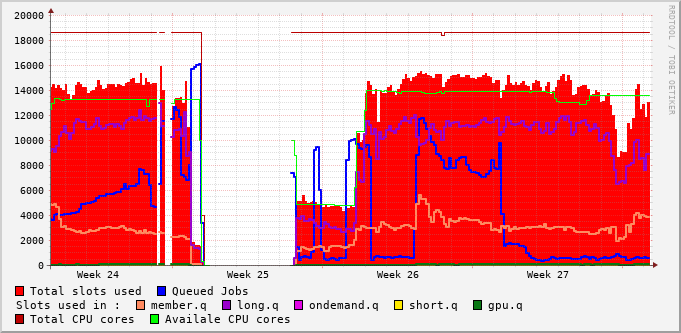 20000
18000
16000
14000
12000
10000
8000
6000
4000
2000
0
Week 24 Week 25 Week 26 Week 27
Total slots used Queued Jobs
Slots used in : member.q long.q ondemand.q short.q gpu.q
Total CPU cores Availale CPU cores
RRDTOOL / TOBI OETIKER